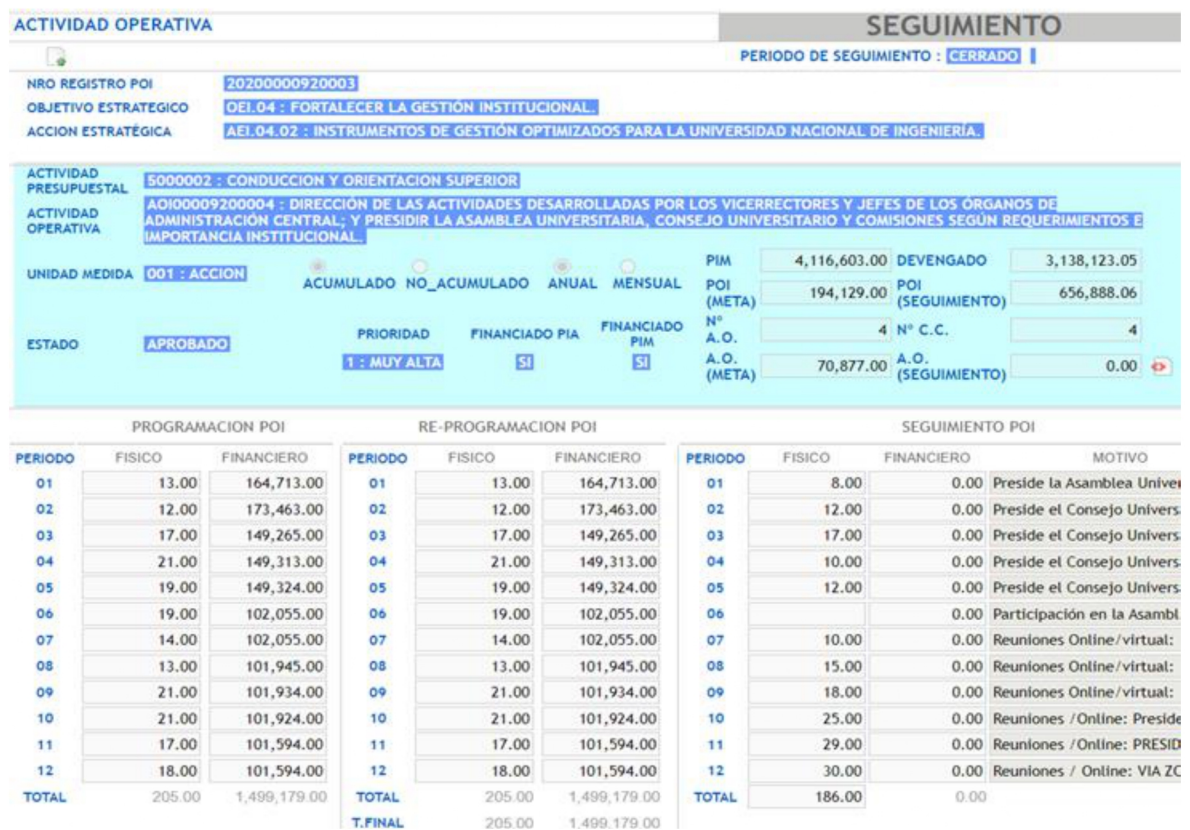 ACTIVIDAD OPERATIVA SEGUIMIENTO
PERIODO DE SEGUIMIENTO : CERRADO
NRO REGISTRO POI 20200000920003
OBJETIVO ESTRATEGICO OEI.04 : FORTALECER LA GESTIÓN INSTITUCIONAL.
ACCION ESTRATÉGICA AEI.04.02 : INSTRUMENTOS DE GESTIÓN OPTIMIZADOS PARA LA UNIVERSIDAD NACIONAL DE INGENIERÍA.
ACTIVIDAD PRESUPUESTAL 5000002 : CONDUCCION Y ORIENTACION SUPERIOR
ACTIVIDAD OPERATIVA AOI00009200004 : DIRECCIÓN DE LAS ACTIVIDADES DESARROLLADAS POR LOS VICERRECTORES Y JEFES DE LOS ÓRGANOS DE
ADMINISTRACIÓN CENTRAL; Y PRESIDIR LA ASAMBLEA UNIVERSITARIA, CONSEJO UNIVERSITARIO Y COMISIONES SEGÚN REQUERIMIENTOS E
IMPORTANCIA INSTITUCIONAL.
UNIDAD MEDIDA 001 : ACCION ACUMULADO NO_ACUMULADO ANUAL MENSUAL
PIM 4,116,603.00 DEVENGADO 3,138,123.05
POI (META) 194,129.00 POI (SEGUIMIENTO) 656,888.06
N° A.O. 4 N° C.C. 4
A.O. (META) 70,877.00 A.O. (SEGUIMIENTO) 0.00
ESTADO APROBADO PRIORIDAD FINANCIADO PIA FINANCIADO PIM
1 : MUY ALTA SI SI
PROGRAMACION POI RE-PROGRAMACION POI SEGUIMIENTO POI
PERIODO FISICO FINANCIERO PERIODO FISICO FINANCIERO PERIODO FISICO FINANCIERO MOTIVO
01 13.00 164,713.00 01 13.00 164,713.00 01 8.00 0.00 Preside la Asamblea Univer
02 12.00 173,463.00 02 12.00 173,463.00 02 12.00 0.00 Preside el Consejo Univers
03 17.00 149,265.00 03 17.00 149,265.00 03 17.00 0.00 Preside el Consejo Univers
04 21.00 149,313.00 04 21.00 149,313.00 04 10.00 0.00 Preside el Consejo Univers
05 19.00 149,324.00 05 19.00 149,324.00 05 12.00 0.00 Preside el Consejo Univers
06 19.00 102,055.00 06 19.00 102,055.00 06 0.00 Participación en la Asambl
07 14.00 102,055.00 07 14.00 102,055.00 07 10.00 0.00 Reuniones Online/virtual:
08 13.00 101,945.00 08 13.00 101,945.00 08 15.00 0.00 Reuniones Online/virtual:
09 21.00 101,934.00 09 21.00 101,934.00 09 18.00 0.00 Reuniones Online/virtual:
10 21.00 101,924.00 10 21.00 101,924.00 10 25.00 0.00 Reuniones /Online: Preside
11 17.00 101,594.00 11 17.00 101,594.00 11 29.00 0.00 Reuniones /Online: PRESID
12 18.00 101,594.00 12 18.00 101,594.00 12 30.00 0.00 Reuniones / Online: VIA ZO
TOTAL 205.00 1,499,179.00 TOTAL 205.00 1,499,179.00 TOTAL 186.00 0.00
T.FINAL 205.00 1,499,179.00